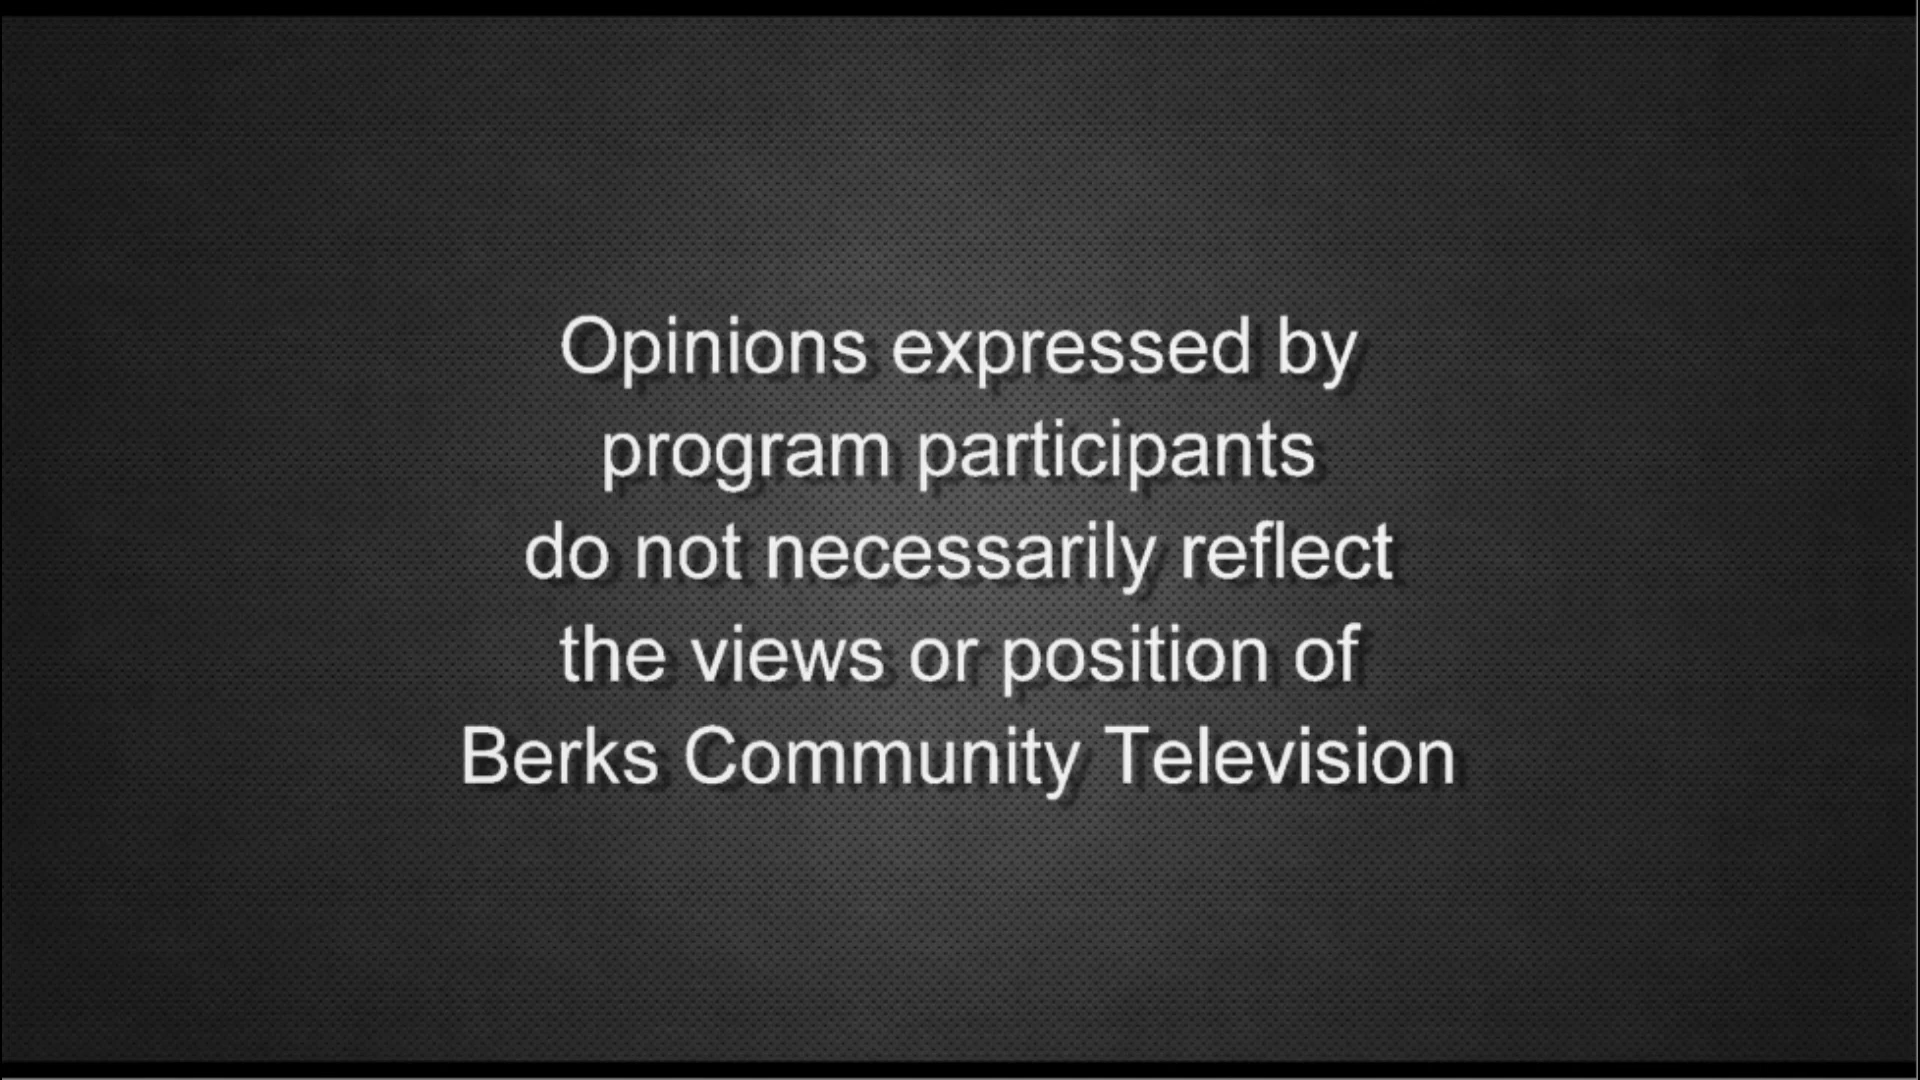 Opinions expressed by
program participants
do not necessarily reflect
the views or position of
Berks Community Television